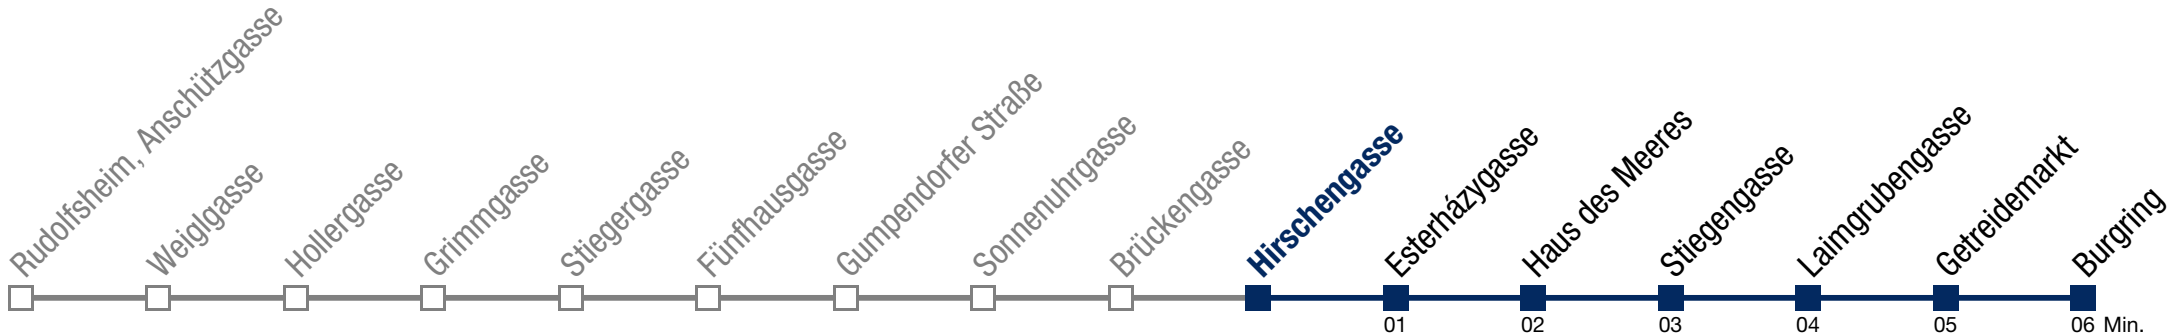 Rudolfsheim, Anschützgasse
Weiglgasse
Hollergasse
Grimmgasse
Stiegergasse
Fünfhausgasse
Gumpendorfer Straße
Sonnenuhrgasse
Brückengasse
Hirschengasse
Esterházygasse
Haus des Meeres
Stiegengasse
Laimgrubengasse
Getreidemarkt
Burgring
01 02 03 04 05 06 Min.